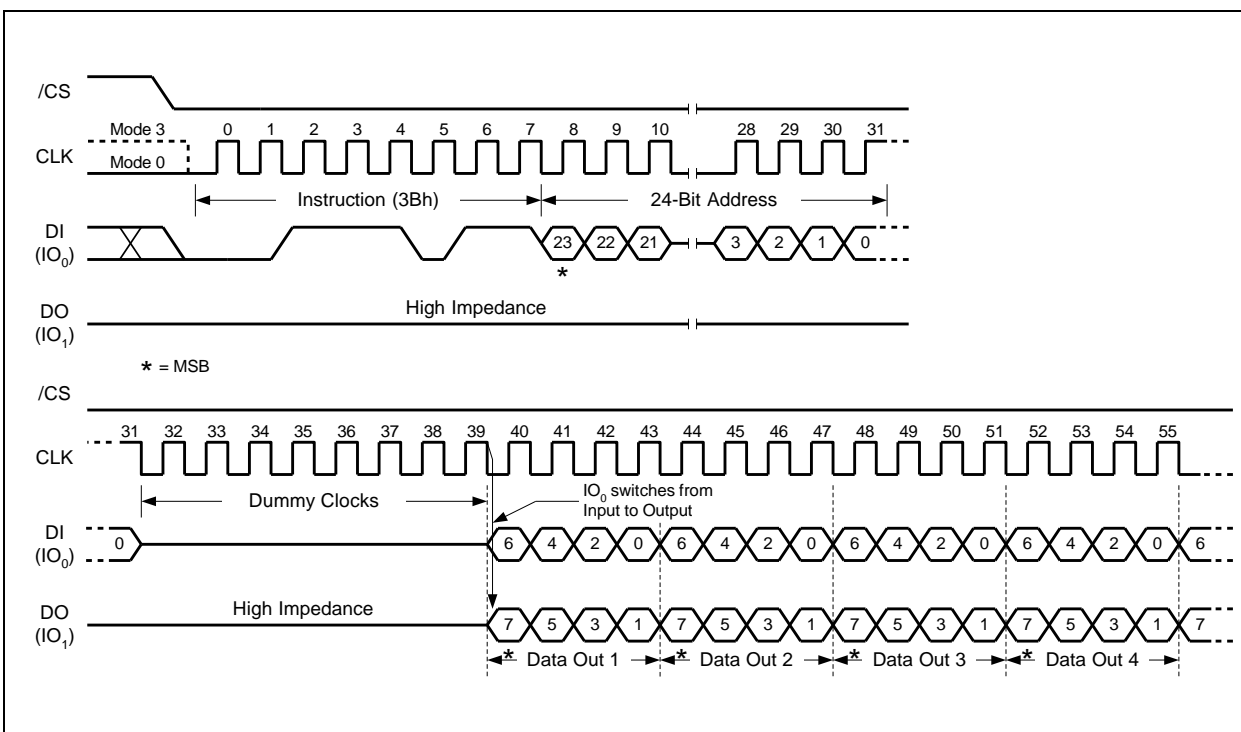 /CS
Mode 3 0 1 2 3 4 5 6 7 8 9 10 28 29 30 31
CLK Mode 0
Instruction (3Bh) 24-Bit Address
DI
(IO0) 23 22 21 3 2 1 0
*
DO High Impedance
(IO1)
* = MSB
/CS
31 32 33 34 35 36 37 38 39 40 41 42 43 44 45 46 47 48 49 50 51 52 53 54 55
CLK
Dummy Clocks IO0 switches from
Input to Output
DI
(IO0) 0 6 4 2 0 6 4 2 0 6 4 2 0 6 4 2 0 6
DO High Impedance
(IO1) 7 5 3 1 7 5 3 1 7 5 3 1 7 5 3 1 7
* Data Out 1 * Data Out 2 * Data Out 3 * Data Out 4